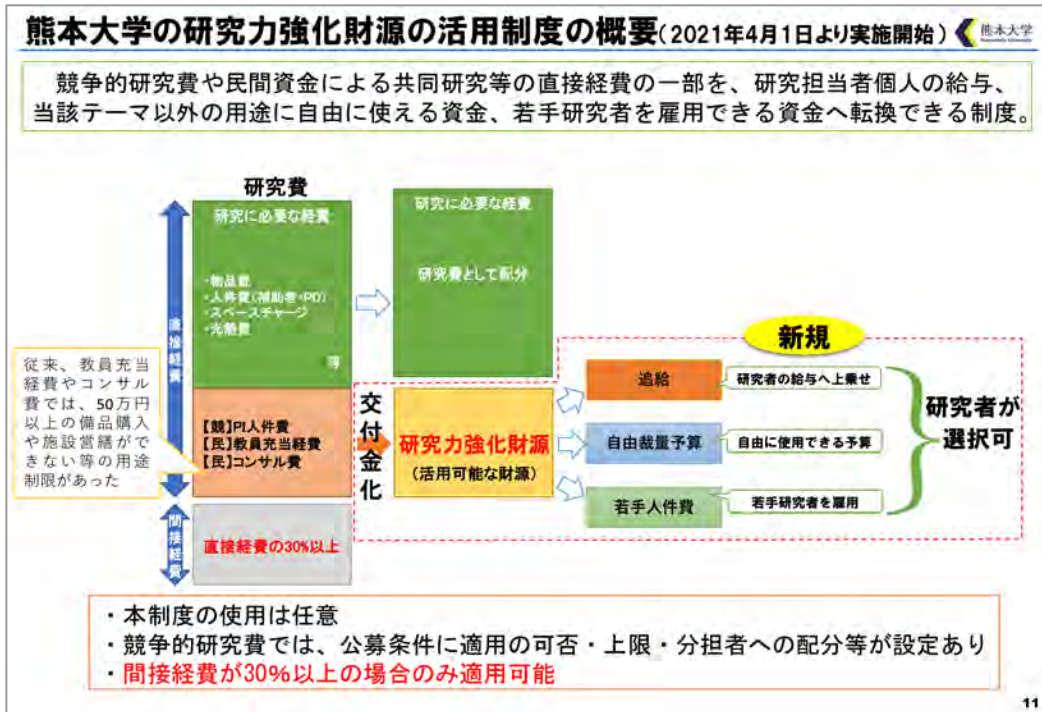 熊本大学の研究力強化財源の活用制度の概要(2021年4月1日より実施開始)
熊本大学
競争的研究費や民間資金による共同研究等の直接経費の一部を、研究担当者個人の給与、
当該テーマ以外の用途に自由に使える資金、若手研究者を雇用できる資金へ転換できる制度。
研究費
直接経費
研究に必要な経費
・物品費
・人件費(補助者・PD)
・スペースチャージ
・光熱費
等
研究に必要な経費
研究費として配分
従来、教員充当
経費やコンサル
費では、50万円
以上の備品購入
や施設営繕がで
きない等の用途
制限があった
【競】PI人件費
【民】教員充当経費
【民】コンサル費
交付金化
研究力強化財源
(活用可能な財源)
新規
追給
研究者の給与へ上乗せ
自由裁量予算
自由に使用できる予算
若手人件費
若手研究者を雇用
研究者が
選択可
間接経費
直接経費の30%以上
・本制度の使用は任意
・競争的研究費では、公募条件に適用の可否・上限・分担者への配分等が設定あり
・間接経費が30%以上の場合のみ適用可能
11